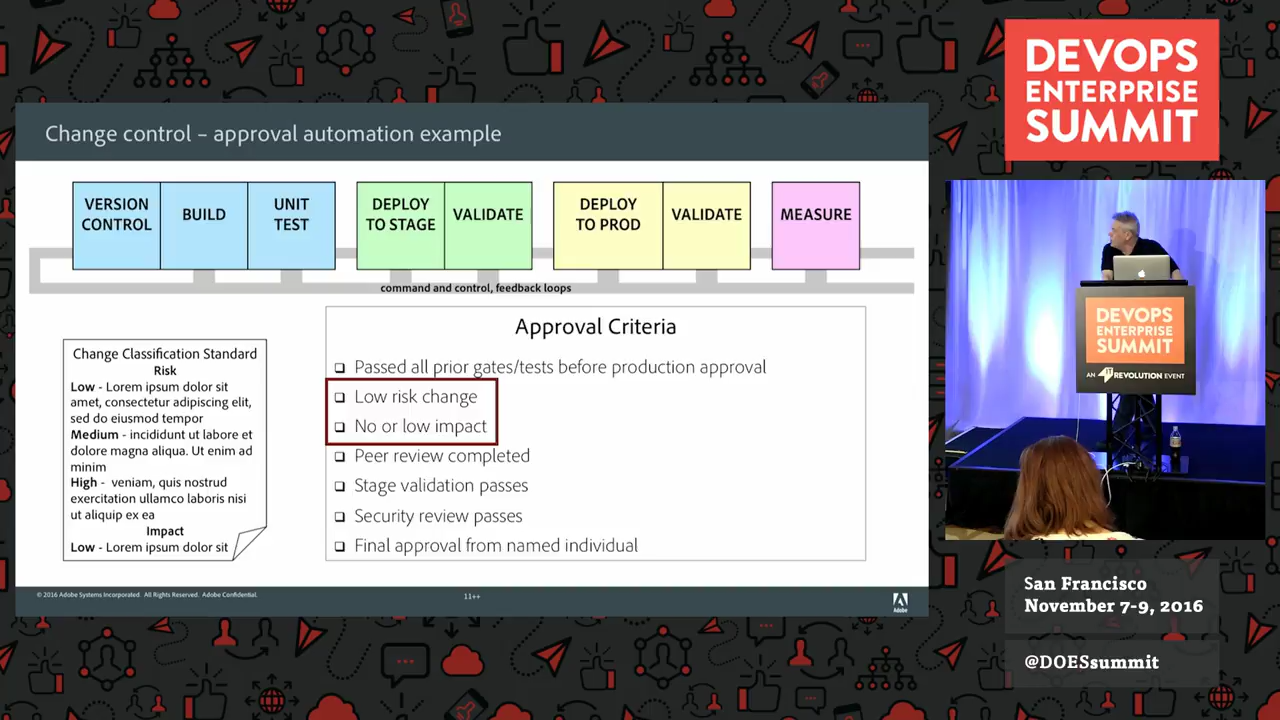 DEVOPS
ENTERPRISE
SUMMIT
Change control – approval automation example
VERSION
CONTROL
BUILD
UNIT
TEST
DEPLOY
TO STAGE
VALIDATE
DEPLOY
TO PROD
VALIDATE
MEASURE
command and control, feedback loops
Change Classification Standard
Risk
Low - Lorem ipsum dolor sit
amet, consectetur adipiscing elit,
sed do eiusmod tempor
Medium - incididunt ut labore et
dolore magna aliqua. Ut enim ad
minim
High - veniam, quis nostrud
exercitation ullamco laboris nisi
ut aliquip ex ea
Impact
Low - Lorem ipsum dolor sit
Approval Criteria
Passed all prior gates/tests before production approval
Low risk change
No or low impact
Peer review completed
Stage validation passes
Security review passes
Final approval from named individual
© 2016 Adobe Systems Incorporated. All Rights Reserved. Adobe Confidential.
11++
Adobe
DEVOPS
ENTERPRISE
SUMMIT
AN IT REVOLUTION EVENT
San Francisco
November 7-9, 2016
@DOESsummit